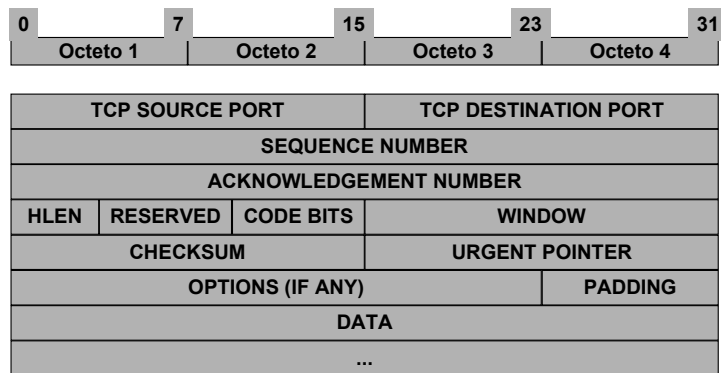 0 7 15 23 31
Octeto 1 Octeto 2 Octeto 3 Octeto 4
TCP SOURCE PORT TCP DESTINATION PORT
SEQUENCE NUMBER
ACKNOWLEDGEMENT NUMBER
HLEN RESERVED CODE BITS WINDOW
CHECKSUM URGENT POINTER
OPTIONS (IF ANY) PADDING
DATA
...